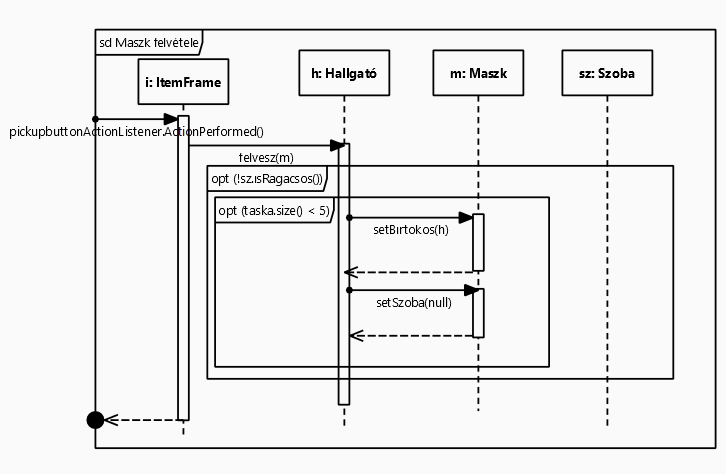 sd Maszk felvétele
i: ItemFrame
h: Hallgató
m: Maszk
sz: Szoba
pickupbuttonActionListener.ActionPerformed()
felvesz(m)
opt (!sz.isRagacsos())
opt (taska.size() < 5)
setBirtokos(h)
setSzoba(null)